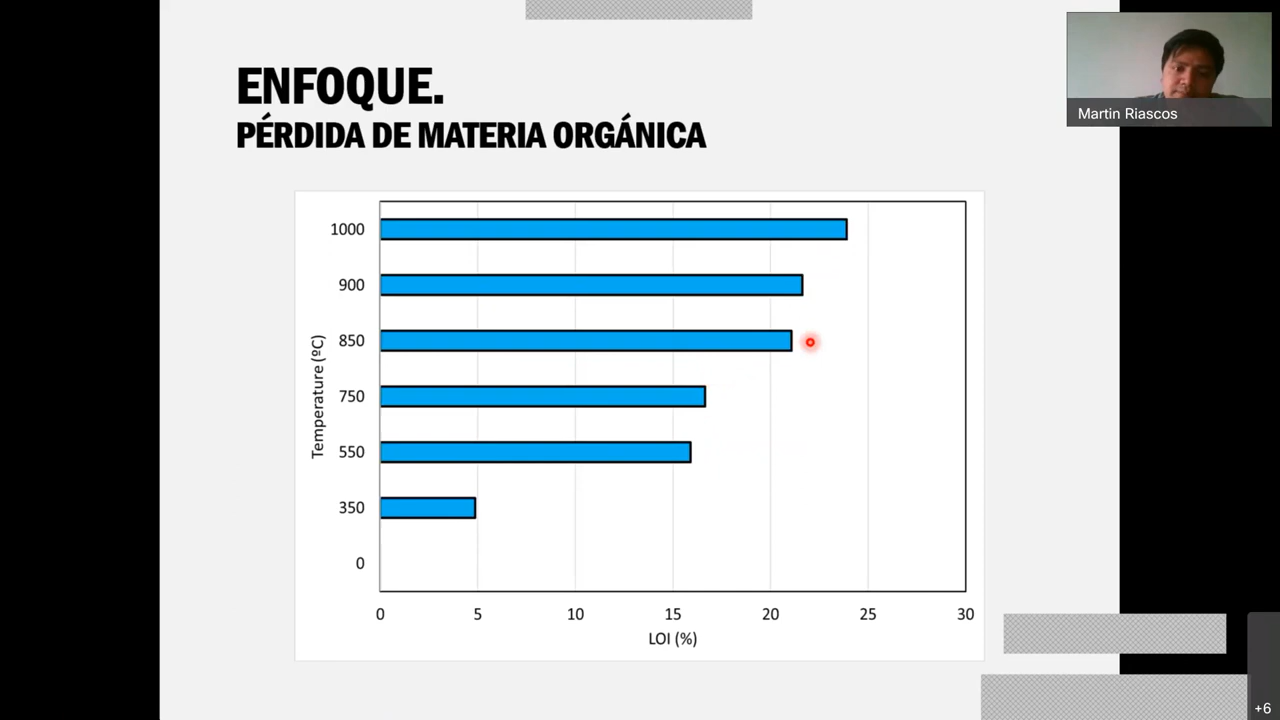 ENFOQUE.
PÉRDIDA DE MATERIA ORGÁNICA
Martin Riascos
Temperature (ºC)
1000
900
850
750
550
350
0
0 5 10 15 20 25 30
LOI (%)
+6